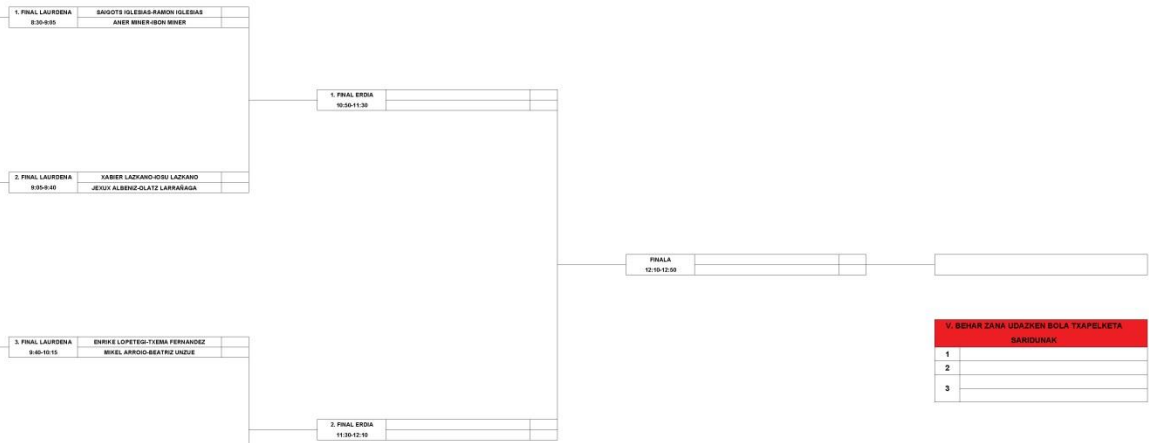 1. FINAL LAURDENA SAIGOTS IGLESIAS-RAMON IGLESIAS
8:30-9:05 ANER MINER-IBON MINER
1. FINAL ERDIA
10:50-11:30
2. FINAL LAURDENA XABIER LAZKANO-IOSU LAZKANO
9:05-9:40 JEXUX ALBENIZ-OLATZ LARRAÑAGA
FINALA
12:10-12:50
V. BEHAR ZANA UDAZKEN BOLA TXAPELKETA
SARIDUNAK
1
2
3
3. FINAL LAURDENA ENRIKE LOPETEGI-TXEMA FERNANDEZ
9:40-10:15 MIKEL ARROIO-BEATRIZ UNZUE
2. FINAL ERDIA
11:30-12:10